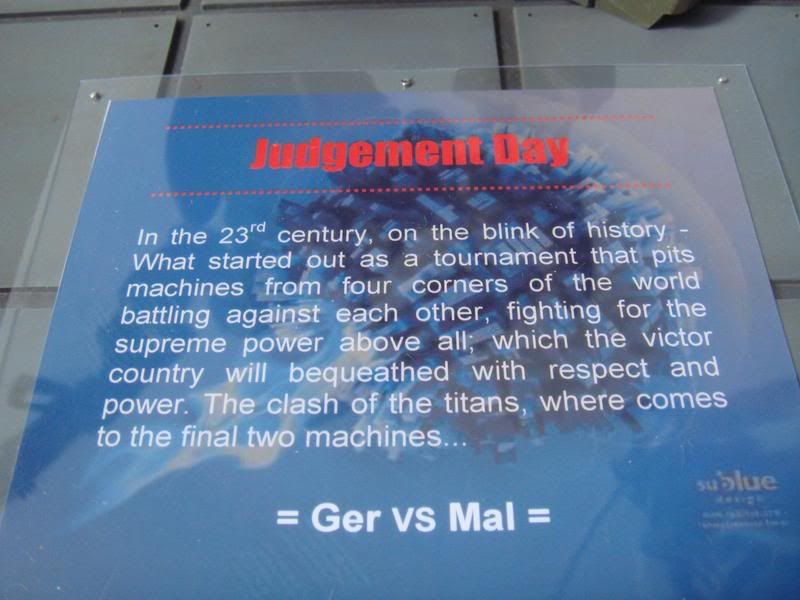 Judgement Day
In the 23rd century, on the blink of history -
What started out as a tournament that pits
machines from four corners of the world
battling against each other, fighting for the
supreme power above all; which the victor
country will bequeathed with respect and
power. The clash of the titans, where comes
to the final two machines...
= Ger vs Mal =
su blue
design